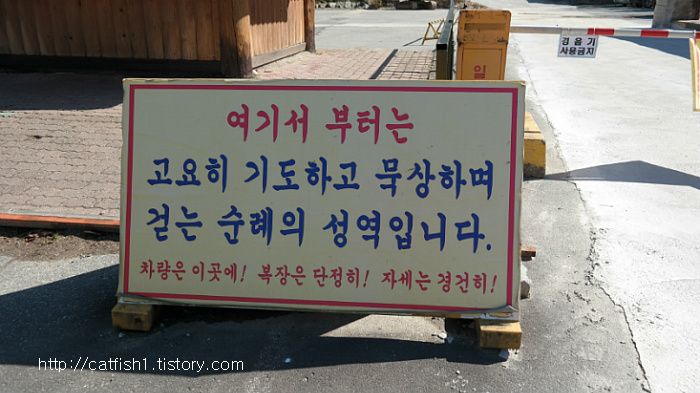 경음기
사용금지
일
여기서 부터는
고요히 기도하고 묵상하며
걷는 순례의 성역입니다.
차량은 이곳에! 복장은 단정히! 자세는 경건히!
http://catfish1.tistory.com